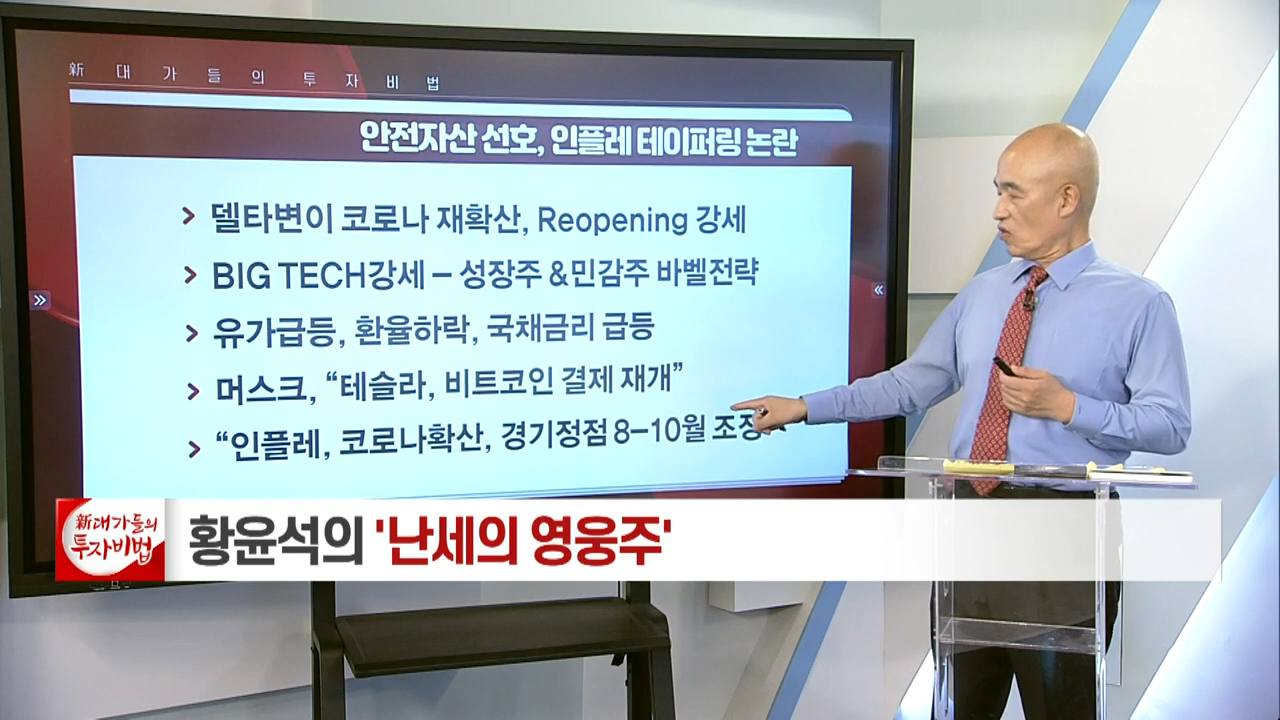 新 대 가 들 의 투 자 비 법
안전자산 선호, 인플레 테이퍼링 논란
델타변이 코로나 재확산, Reopening 강세
BIG TECH강세 – 성장주 &민감주 바벨전략
유가급등, 환율하락, 국채금리 급등
머스크, “테슬라, 비트코인 결제 재개”
“인플레, 코로나확산, 경기정점 8-10월 조정
新대가들의
투자비법
황윤석의 '난세의 영웅주'